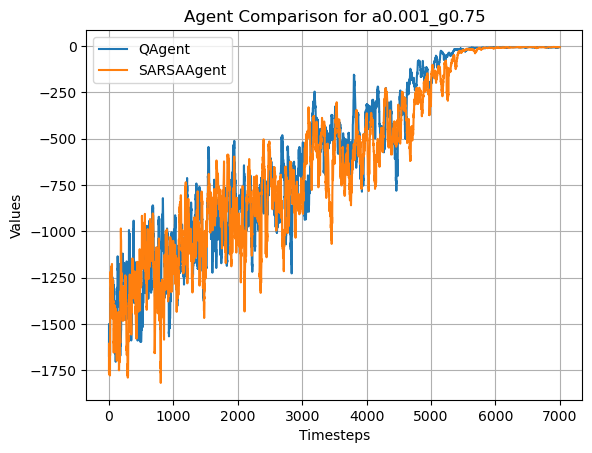 Agent Comparison for a0.001_g0.75
QAgent
SARSAAgent
Values
0
−250
−500
−750
−1000
−1250
−1500
−1750
0 1000 2000 3000 4000 5000 6000 7000
Timesteps